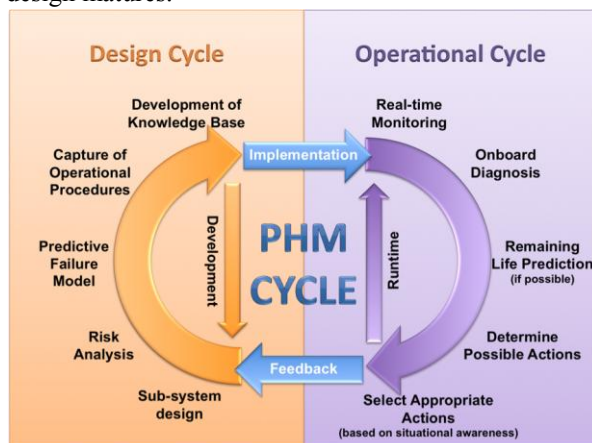 design matures.
Design Cycle
Operational Cycle
Development of
Knowledge Base
Capture of
Operational
Procedures
Predictive
Failure
Model
Risk
Analysis
Sub-system
design
Implementation
Development
PHM
CYCLE
Runtime
Feedback
Real-time
Monitoring
Onboard
Diagnosis
Remaining
Life Prediction
(if possible)
Determine
Possible Actions
Select Appropriate
Actions
(based on situational awareness)